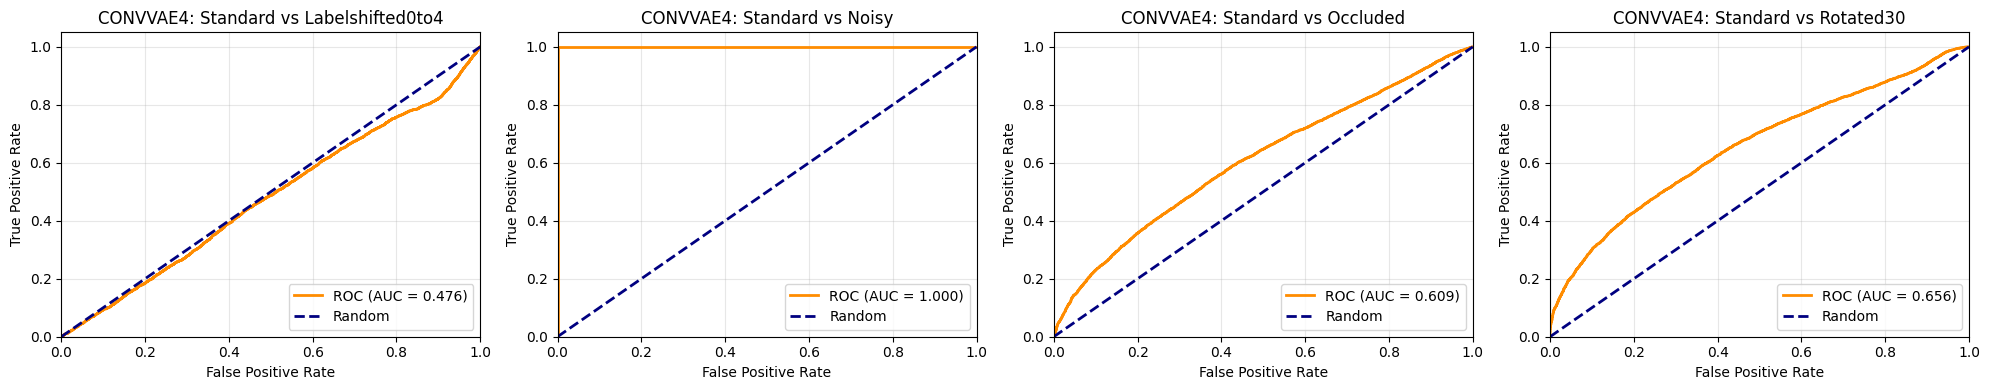 CONVVAE4: Standard vs Labelshifted0to4
True Positive Rate
1.0
0.8
0.6
0.4
0.2
0.0
0.0 0.2 0.4 0.6 0.8 1.0
False Positive Rate
ROC (AUC = 0.476)
Random
CONVVAE4: Standard vs Noisy
True Positive Rate
1.0
0.8
0.6
0.4
0.2
0.0
0.0 0.2 0.4 0.6 0.8 1.0
False Positive Rate
ROC (AUC = 1.000)
Random
CONVVAE4: Standard vs Occluded
True Positive Rate
1.0
0.8
0.6
0.4
0.2
0.0
0.0 0.2 0.4 0.6 0.8 1.0
False Positive Rate
ROC (AUC = 0.609)
Random
CONVVAE4: Standard vs Rotated30
True Positive Rate
1.0
0.8
0.6
0.4
0.2
0.0
0.0 0.2 0.4 0.6 0.8 1.0
False Positive Rate
ROC (AUC = 0.656)
Random